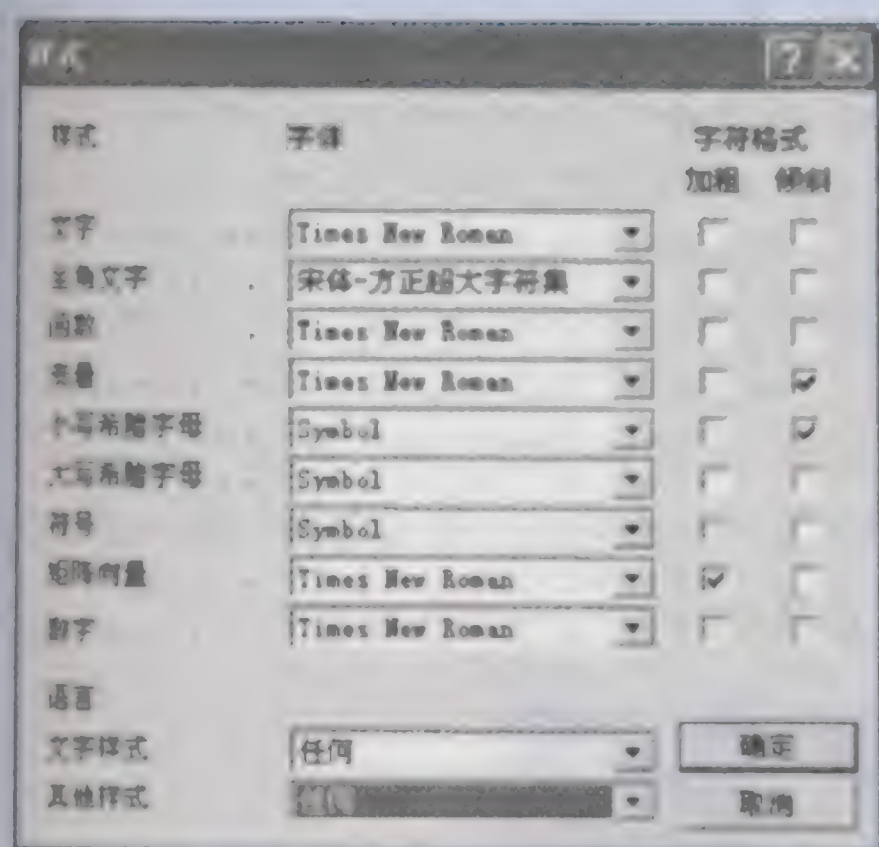 样式
样式 字体 字符格式
加粗 倾斜
文字 Times New Roman
全角文字 宋体-方正超大字符集
函数 Times New Roman
变量 Times New Roman
小写希腊字母 Symbol
大写希腊字母 Symbol
符号 Symbol
矩阵向量 Times New Roman
数字 Times New Roman
语言
文字样式 任何 确定
其他样式 任何 取消